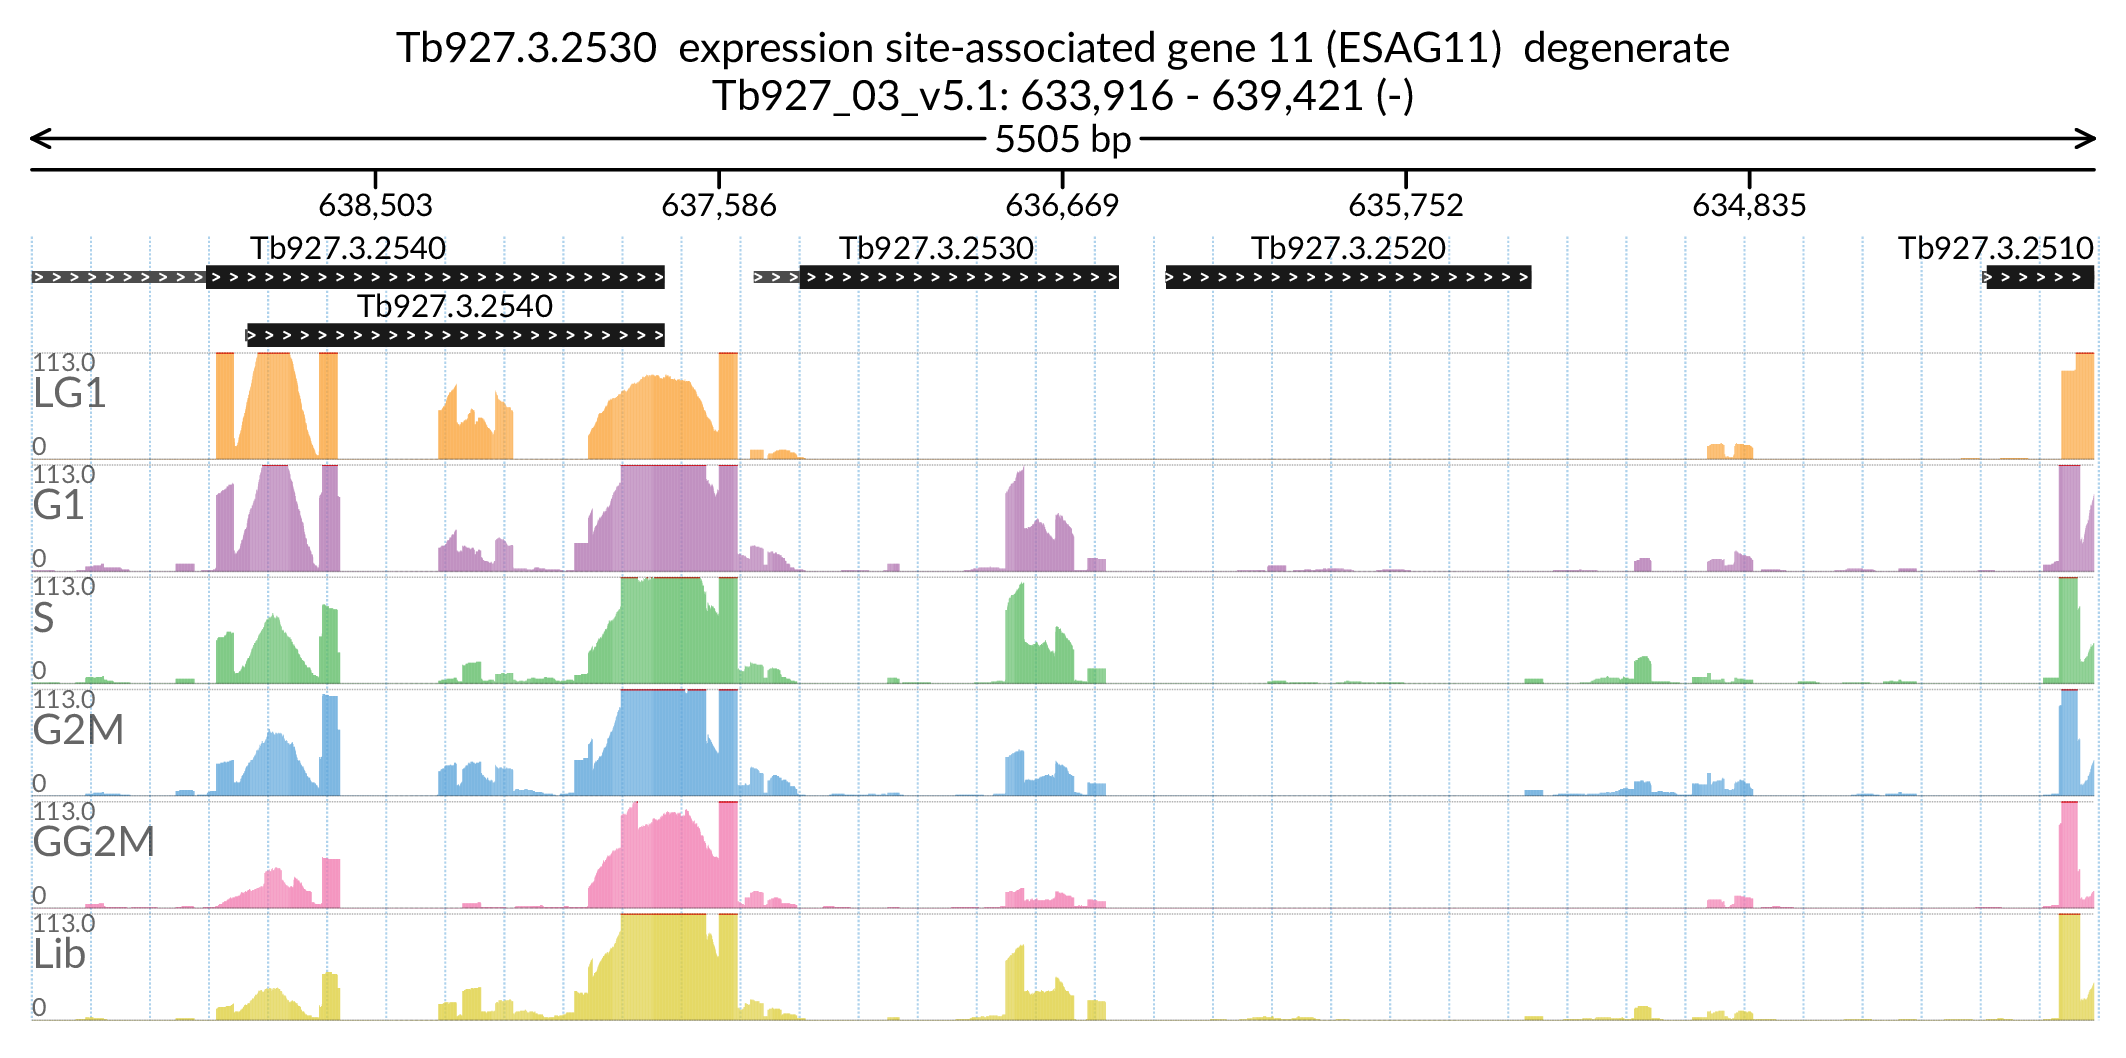 Tb927.3.2530 expression site-associated gene 11 (ESAG11) degenerate
Tb927_03_v5.1: 633,916 - 639,421 (-)
5505 bp
638,503 637,586 636,669 635,752 634,835
Tb927.3.2540 Tb927.3.2530 Tb927.3.2520 Tb927.3.2510
Tb927.3.2540
113.0
LG1
0
113.0
G1
0
113.0
S
0
113.0
G2M
0
113.0
GG2M
0
113.0
Lib
0